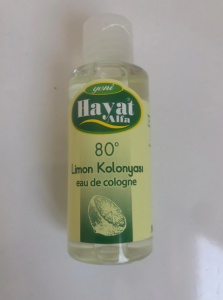 yeni
Hayat
Alfa
80°
Limon Kolonyası
eau de cologne